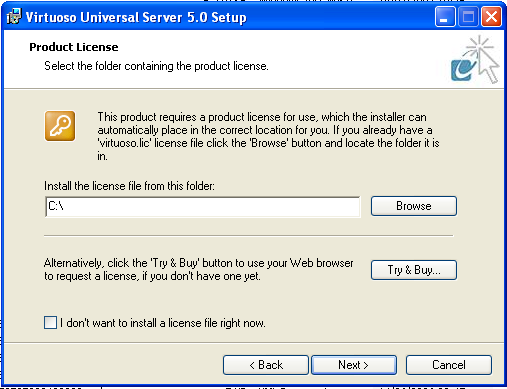 Virtuoso Universal Server 5.0 Setup
Product License
Select the folder containing the product license.
This product requires a product license for use, which the installer can
automatically place in the correct location for you. If you already have a
'virtuoso.lic' license file click the 'Browse' button and locate the folder it is
in.
Install the license file from this folder:
C:\
Browse
Alternatively, click the 'Try & Buy' button to use your Web browser
to request a license, if you don't have one yet.
Try & Buy...
I don't want to install a license file right now.
< Back
Next >
Cancel